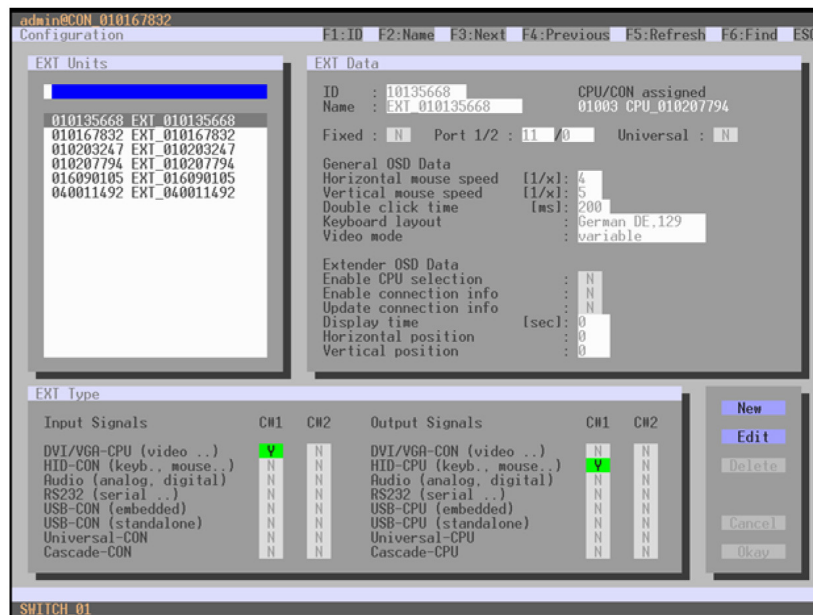 admin@CON_010167832
Configuration F1:ID F2:Name F3:Next F4:Previous F5:Refresh F6:Find ESC
EXT Units
010135668 EXT_010135668
010167832 EXT_010167832
010203247 EXT_010203247
010207794 EXT_010207794
016090105 EXT_016090105
040011492 EXT_040011492
EXT Data
ID : 10135668 CPU/CON assigned
Name : EXT_010135668 01003 CPU_010207794
Fixed : N Port 1/2 : 11 /0 Universal : N
General OSD Data
Horizontal mouse speed [1/x]: 4
Vertical mouse speed [1/x]: 5
Double click time [ms]: 200
Keyboard layout : German DE,129
Video mode : variable
Extender OSD Data
Enable CPU selection : N
Enable connection info : N
Update connection info : N
Display time [sec]: 0
Horizontal position : 0
Vertical position : 0
EXT Type
Input Signals C#1 C#2 Output Signals C#1 C#2
DVI/VGA-CPU (video ..) Y N DVI/VGA-CON (video ..) N N
HID-CON (keyb., mouse..) N N HID-CPU (keyb., mouse..) Y N
Audio (analog, digital) N N Audio (analog, digital) N N
RS232 (serial ..) N N RS232 (serial ..) N N
USB-CON (embedded) N N USB-CPU (embedded) N N
USB-CON (standalone) N N USB-CPU (standalone) N N
Universal-CON N N Universal-CPU N N
Cascade-CON N N Cascade-CPU N N
New
Edit
Delete
Cancel
Okay
SWITCH_01